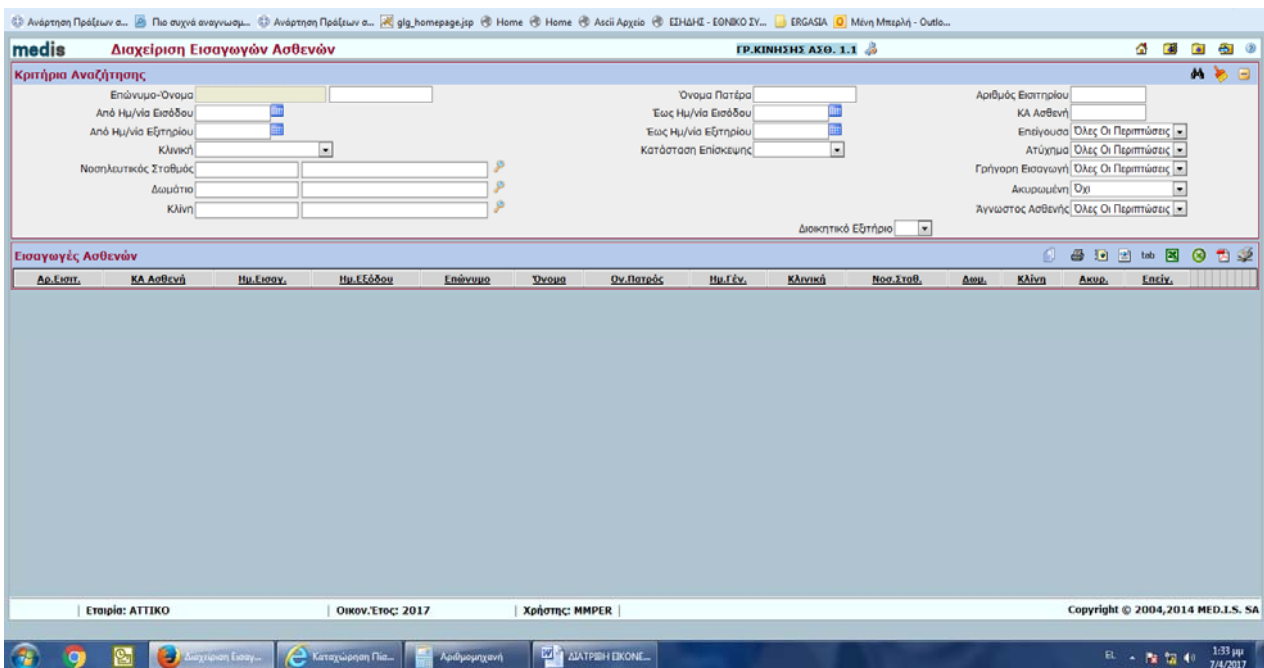 Ανάρτηση Πράξεων σ... Πιο συχνά αναγνωσμ... Ανάρτηση Πράξεων σ... glg_homepage.jsp Home Home Ascii Αρχείο ΕΣΗΔΗΣ - ΕΘΝΙΚΟ ΣΥ... ERGASIA Μένη Μπερλή - Outlo...
medis Διαχείριση Εισαγωγών Ασθενών ΓΡ.ΚΙΝΗΣΗΣ ΑΣΘ. 1.1
Κριτήρια Αναζήτησης
Επώνυμο-Όνομα Όνομα Πατέρα Αριθμός Εισιτηρίου
Από Ημ/νία Εισόδου Έως Ημ/νία Εισόδου ΚΑ Ασθενή
Από Ημ/νία Εξιτηρίου Έως Ημ/νία Εξιτηρίου Επείγουσα Όλες Οι Περιπτώσεις
Κλινική Κατάσταση Επίσκεψης Ατύχημα Όλες Οι Περιπτώσεις
Νοσηλευτικός Σταθμός Γρήγορη Εισαγωγή Όλες Οι Περιπτώσεις
Δωμάτιο Ακυρωμένη Όχι
Κλίνη Άγνωστος Ασθενής Όλες Οι Περιπτώσεις
Διοικητικό Εξιτήριο
Εισαγωγές Ασθενών tab
Αρ.Εισιτ. ΚΑ Ασθενή Ημ.Εισαγ. Ημ.Εξόδου Επώνυμο Όνομα Ον.Πατρός Ημ.Γέν. Κλινική Νοσ.Σταθ. Δωμ. Κλίνη Ακυρ. Επείγ.
Εταιρία: ΑΤΤΙΚΟ Οικον.Έτος: 2017 Χρήστης: MMPER Copyright © 2004,2014 MED.I.S. SA
Διαχείριση Εισαγ... Καταχώρηση Πισ... Αριθμομηχανή ΔΙΑΤΡΙΒΗ ΕΙΚΟΝΕ... EL 1:33 μμ
7/4/2017